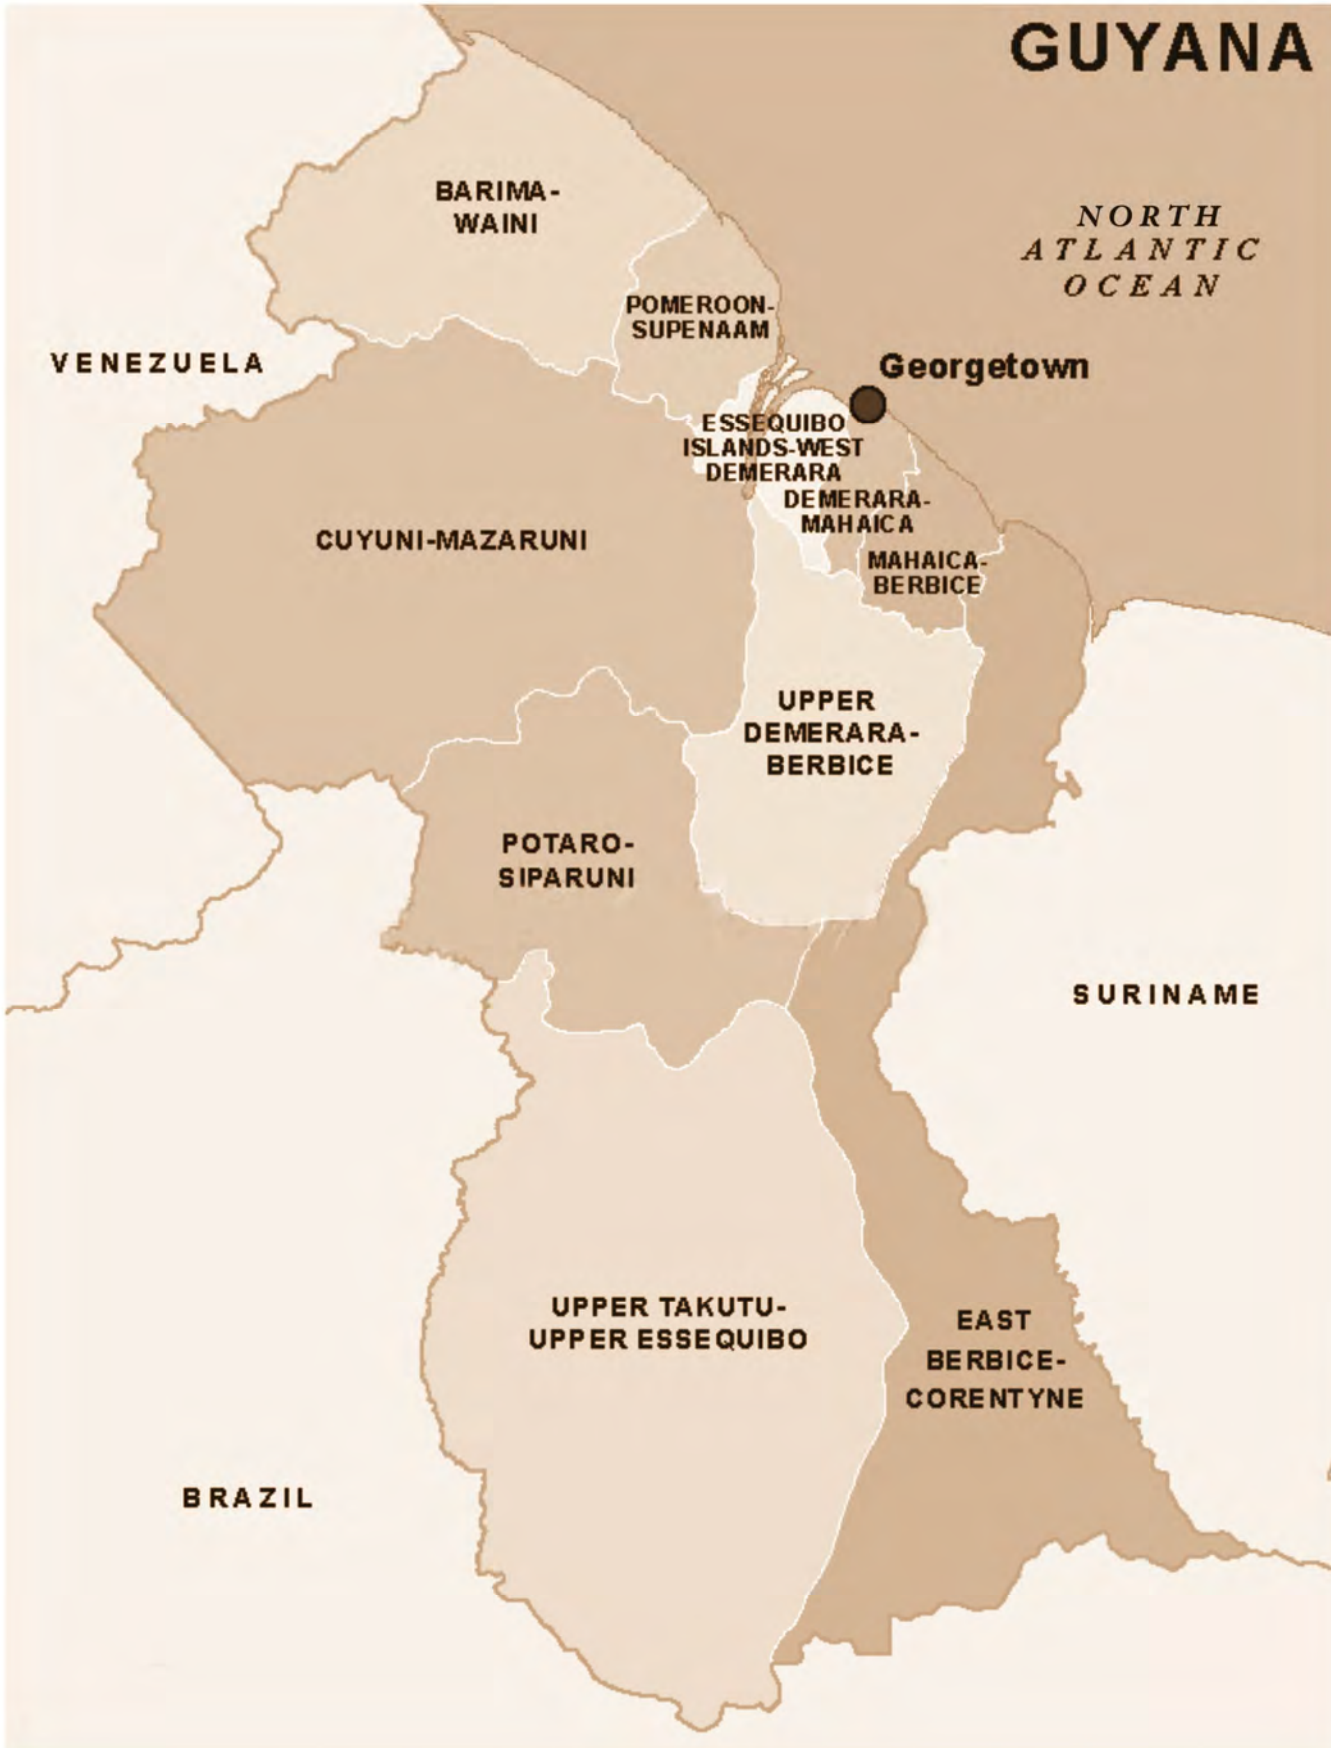 GUYANA
BARIMA-
WAINI
NORTH
ATLANTIC
OCEAN
POMEROON-
SUPENAAM
VENEZUELA
Georgetown
ESSEQUIBO
ISLANDS-WEST
DEMERARA
DEMERARA-
MAHAICA
CUYUNI-MAZARUNI
MAHAICA-
BERBICE
UPPER
DEMERARA-
BERBICE
POTARO-
SIPARUNI
SURINAME
UPPER TAKUTU-
UPPER ESSEQUIBO
EAST
BERBICE-
CORENTYNE
BRAZIL